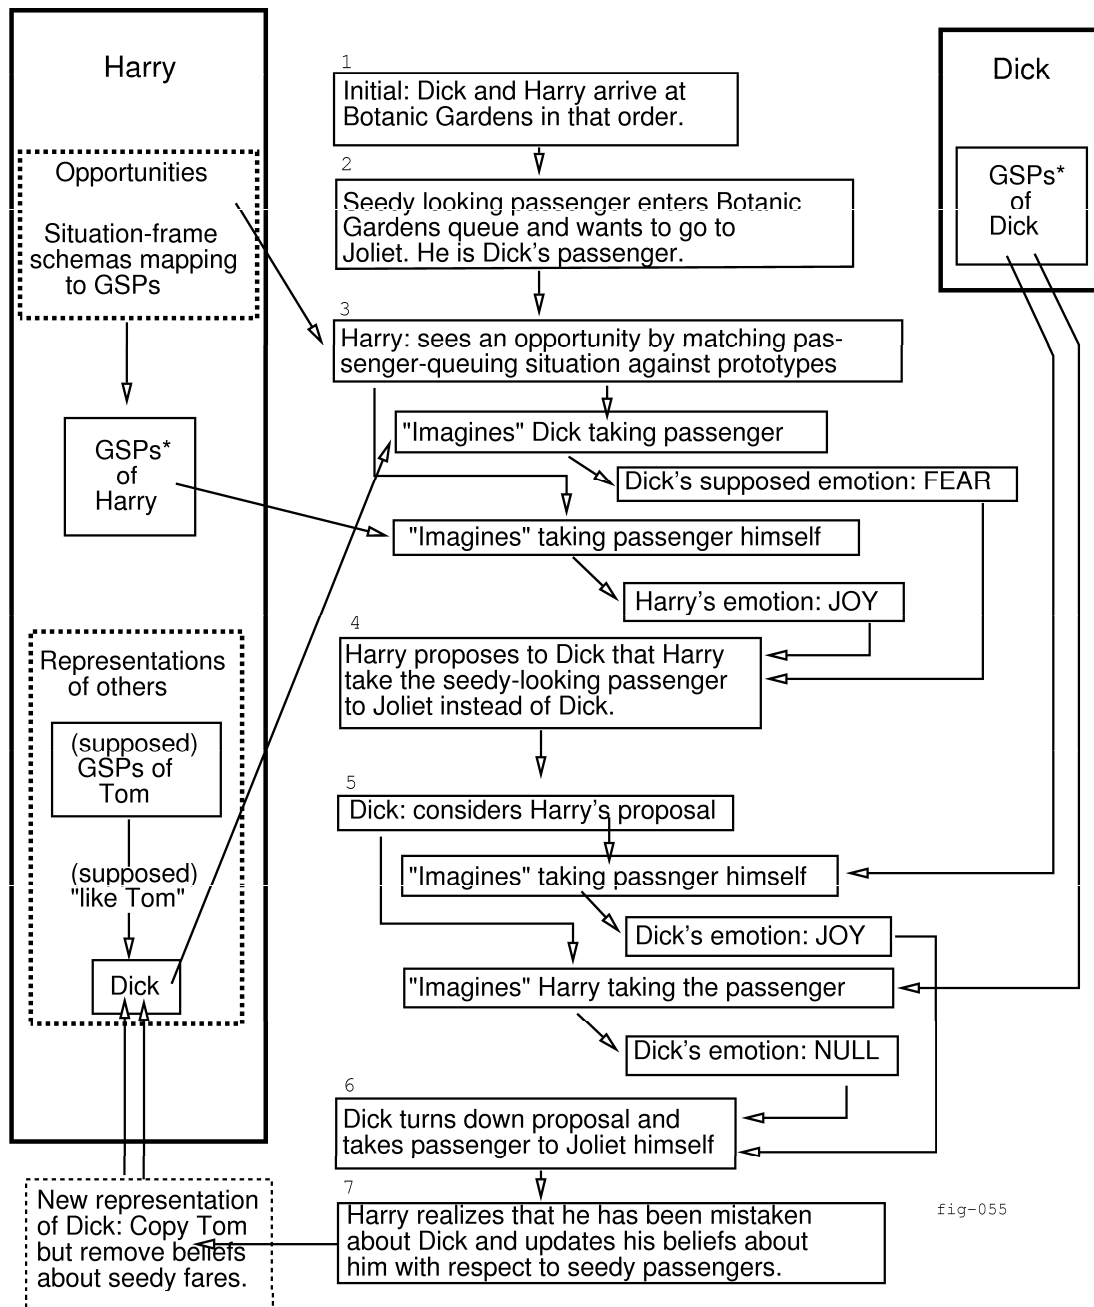 Harry
Opportunities
Situation-frame
schemas mapping
to GSPs
GSPs*
of
Harry
Representations
of others
(supposed)
GSPs of
Tom
(supposed)
"like Tom"
Dick
New representation
of Dick: Copy Tom
but remove beliefs
about seedy fares.
1
Initial: Dick and Harry arrive at
Botanic Gardens in that order.
2
Seedy looking passenger enters Botanic
Gardens queue and wants to go to
Joliet. He is Dick's passenger.
3
Harry: sees an opportunity by matching pas-
senger-queuing situation against prototypes
"Imagines" Dick taking passenger
Dick's supposed emotion: FEAR
"Imagines" taking passenger himself
Harry's emotion: JOY
4
Harry proposes to Dick that Harry
take the seedy-looking passenger
to Joliet instead of Dick.
5
Dick: considers Harry's proposal
"Imagines" taking passnger himself
Dick's emotion: JOY
"Imagines" Harry taking the passenger
Dick's emotion: NULL
6
Dick turns down proposal and
takes passenger to Joliet himself
7
Harry realizes that he has been mistaken
about Dick and updates his beliefs about
him with respect to seedy passengers.
Dick
GSPs*
of
Dick
fig-055